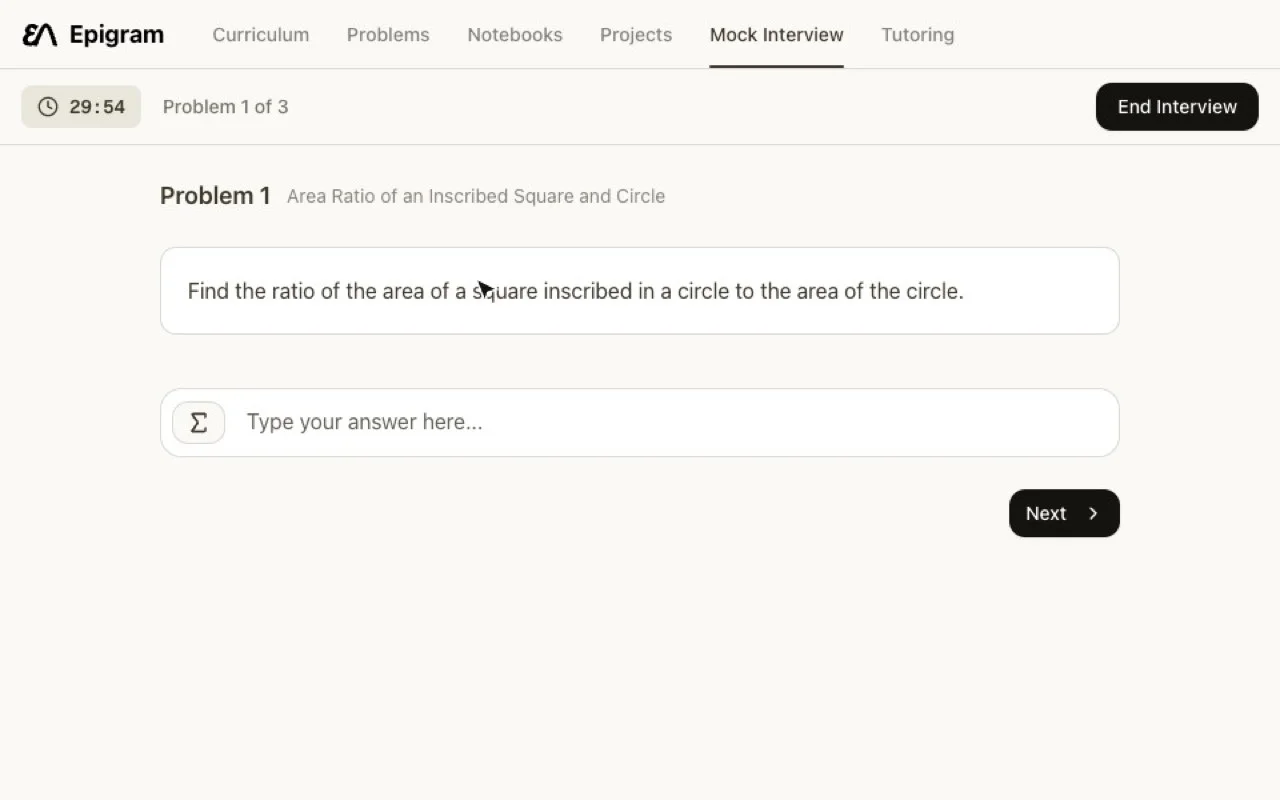 Epigram Curriculum Problems Notebooks Projects Mock Interview Tutoring
29:54 Problem 1 of 3 End Interview
Problem 1 Area Ratio of an Inscribed Square and Circle
Find the ratio of the area of a square inscribed in a circle to the area of the circle.
Σ Type your answer here...
Next